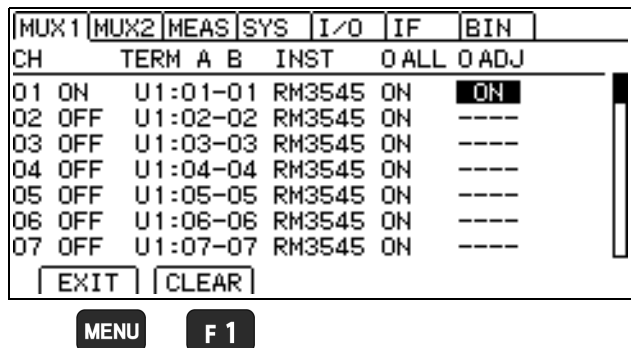 MUX1 MUX2 MEAS SYS I/O IF BIN
CH TERM A B INST 0 ALL 0 ADJ
01 ON U1:01-01 RM3545 ON ON
02 OFF U1:02-02 RM3545 ON ----
03 OFF U1:03-03 RM3545 ON ----
04 OFF U1:04-04 RM3545 ON ----
05 OFF U1:05-05 RM3545 ON ----
06 OFF U1:06-06 RM3545 ON ----
07 OFF U1:07-07 RM3545 ON ----
EXIT CLEAR
MENU F 1